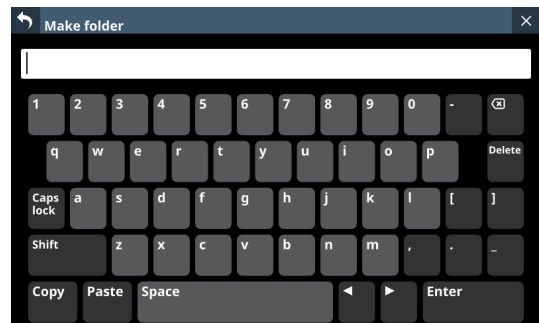 Make folder
1 2 3 4 5 6 7 8 9 0 -
q w e r t y u i o p Delete
Caps lock a s d f g h j k l [ ]
Shift z x c v b n m , . _
Copy Paste Space ◀ ▶ Enter